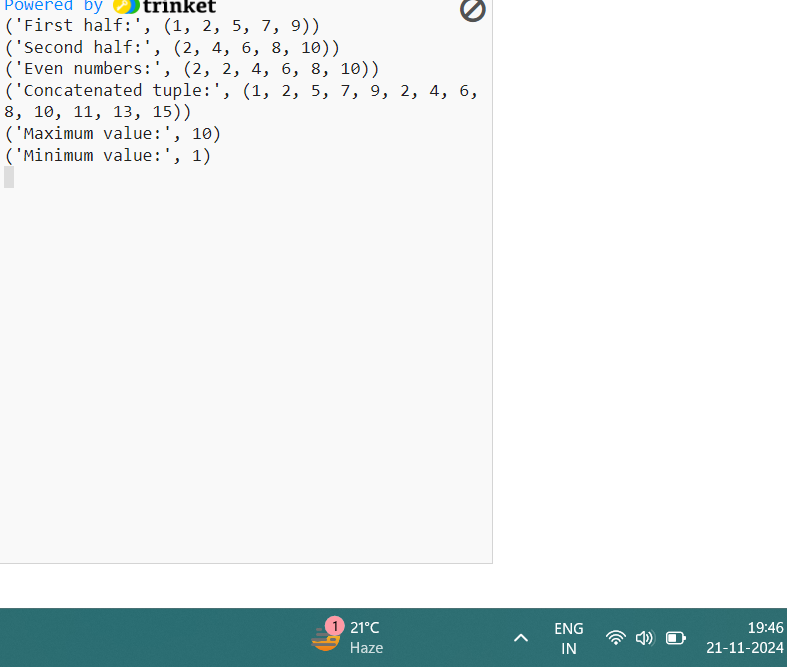 Powered by trinket
('First half:', (1, 2, 5, 7, 9))
('Second half:', (2, 4, 6, 8, 10))
('Even numbers:', (2, 2, 4, 6, 8, 10))
('Concatenated tuple:', (1, 2, 5, 7, 9, 2, 4, 6,
8, 10, 11, 13, 15))
('Maximum value:', 10)
('Minimum value:', 1)
1
21°C
Haze
ENG
IN
19:46
21-11-2024